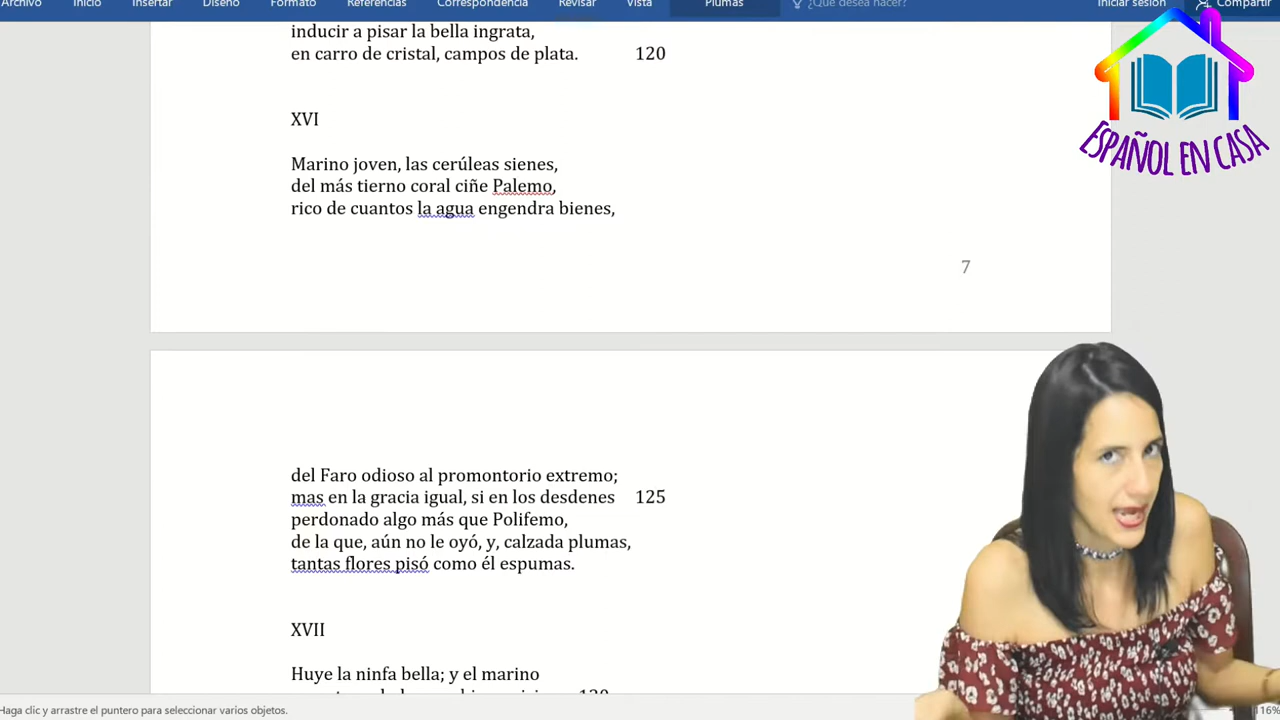 Archivo Inicio Insertar Diseño Formato Referencias Correspondencia Revisar Vista Plumas ¿Qué desea hacer? Iniciar sesión Compartir
inducir a pisar la bella ingrata,
en carro de cristal, campos de plata. 120
ESPAÑOL EN CASA
XVI
Marino joven, las cerúleas sienes,
del más tierno coral ciñe Palemo,
rico de cuantos la agua engendra bienes,
7
del Faro odioso al promontorio extremo;
mas en la gracia igual, si en los desdenes 125
perdonado algo más que Polifemo,
de la que, aún no le oyó, y, calzada plumas,
tantas flores pisó como él espumas.
XVII
Huye la ninfa bella; y el marino
Haga clic y arrastre el puntero para seleccionar varios objetos. 116%